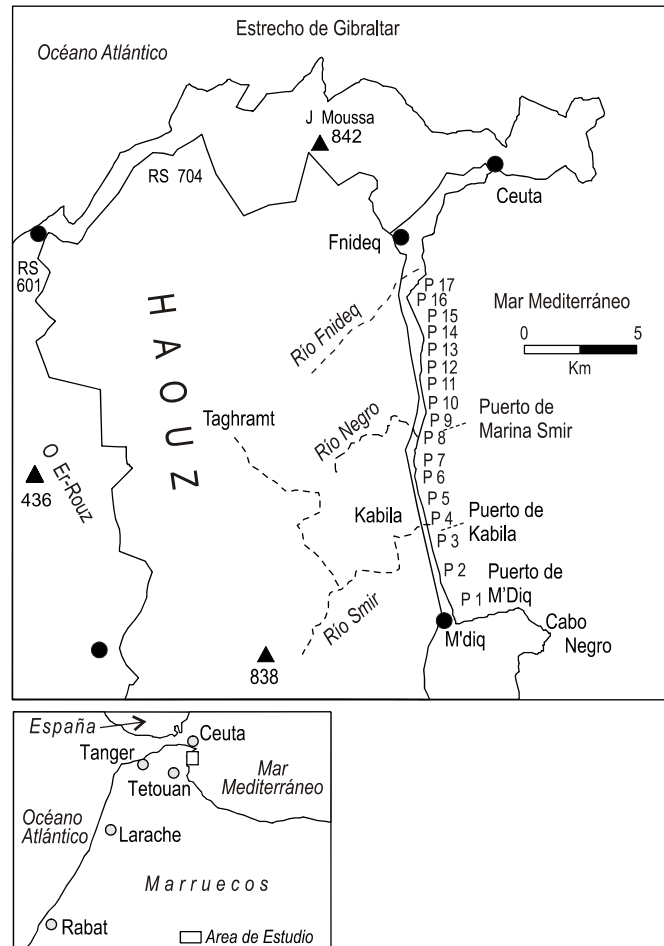 Estrecho de Gibraltar
Océano Atlántico
J Moussa
842
RS 704
Ceuta
Fnideq
RS
601
HAOUZ
Río Fnideq
P 17
P 16
P 15
P 14
P 13
P 12
P 11
P 10
P 9
P 8
P 7
P 6
P 5
P 4
P 3
P 2
P 1
Mar Mediterráneo
0 5
Km
Taghramt
Río Negro
Puerto de
Marina Smir
O Er-Rouz
436
Kabila
Puerto de
Kabila
Río Smir
Puerto de
M'Diq
Cabo
Negro
M'diq
838
España
Ceuta
Tanger
Tetouan
Mar
Mediterráneo
Océano
Atlántico
Larache
Marruecos
Rabat
Area de Estudio